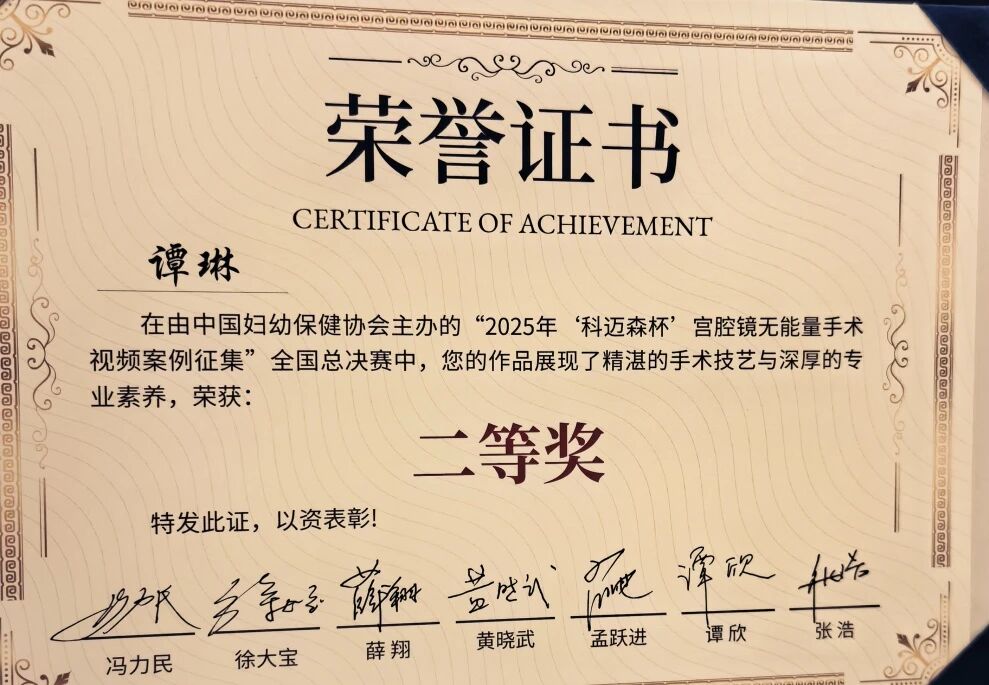 荣誉证书
CERTIFICATE OF ACHIEVEMENT
谭琳
在由中国妇幼保健协会主办的“2025年‘科迈森杯’宫腔镜无能量手术
视频案例征集”全国总决赛中，您的作品展现了精湛的手术技艺与深厚的专
业素养，荣获：
二等奖
特发此证，以资表彰！
冯力民 徐大宝 薛翔 黄晓武 孟跃进 谭欣 张浩